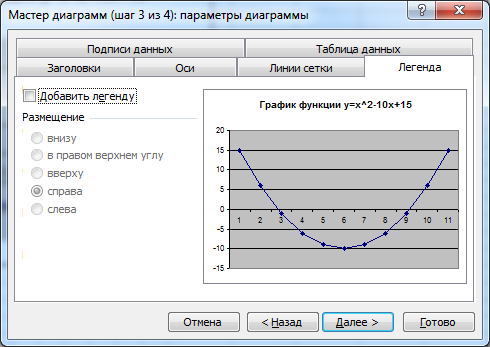 Мастер диаграмм (шаг 3 из 4): параметры диаграммы
Подписи данных
Таблица данных
Заголовки
Оси
Линии сетки
Легенда
Добавить легенду
Размещение
внизу
в правом верхнем углу
вверху
справа
слева
График функции y=x^2-10x+15
20
15
10
5
0
-5
-10
-15
1 2 3 4 5 6 7 8 9 10 11
Отмена
< Назад
Далее >
Готово